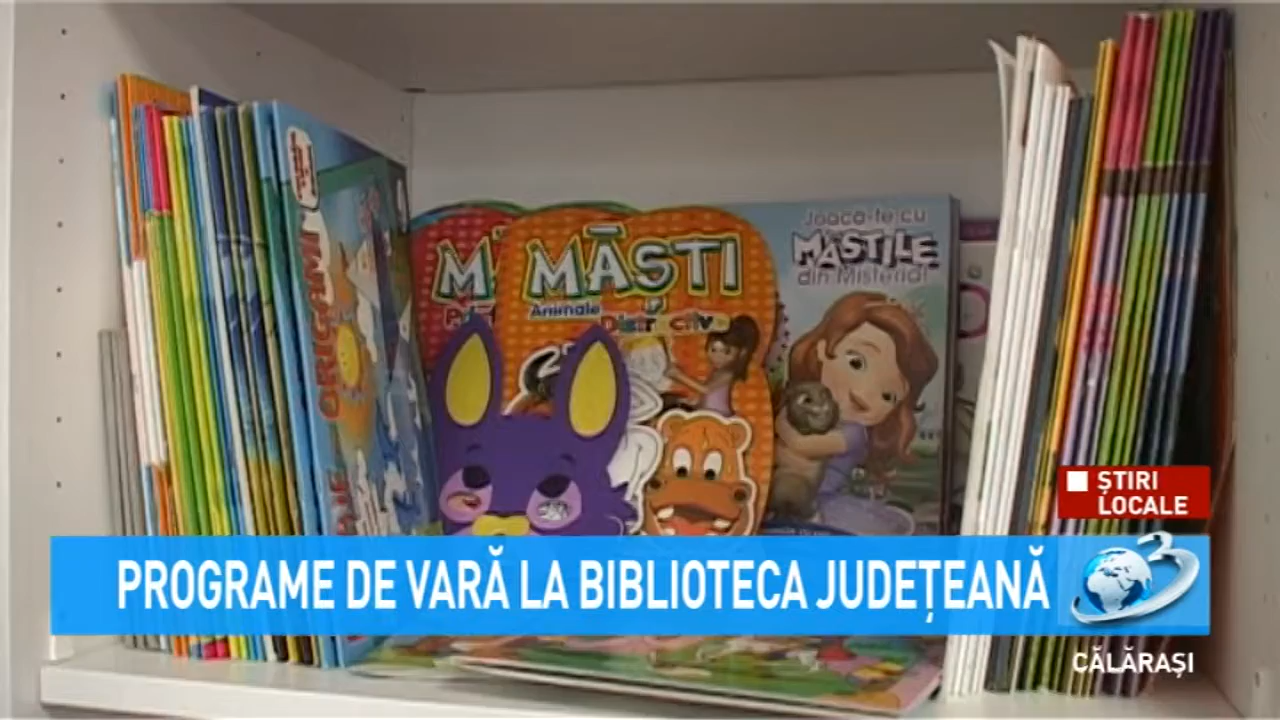 ORIGAMI
MĂȘTI
Animale
Distractive
Joacă-te cu
MĂȘTILE
din Misterid!
ȘTIRI
LOCALE
PROGRAME DE VARĂ LA BIBLIOTECA JUDEȚEANĂ
3
CĂLĂRAȘI